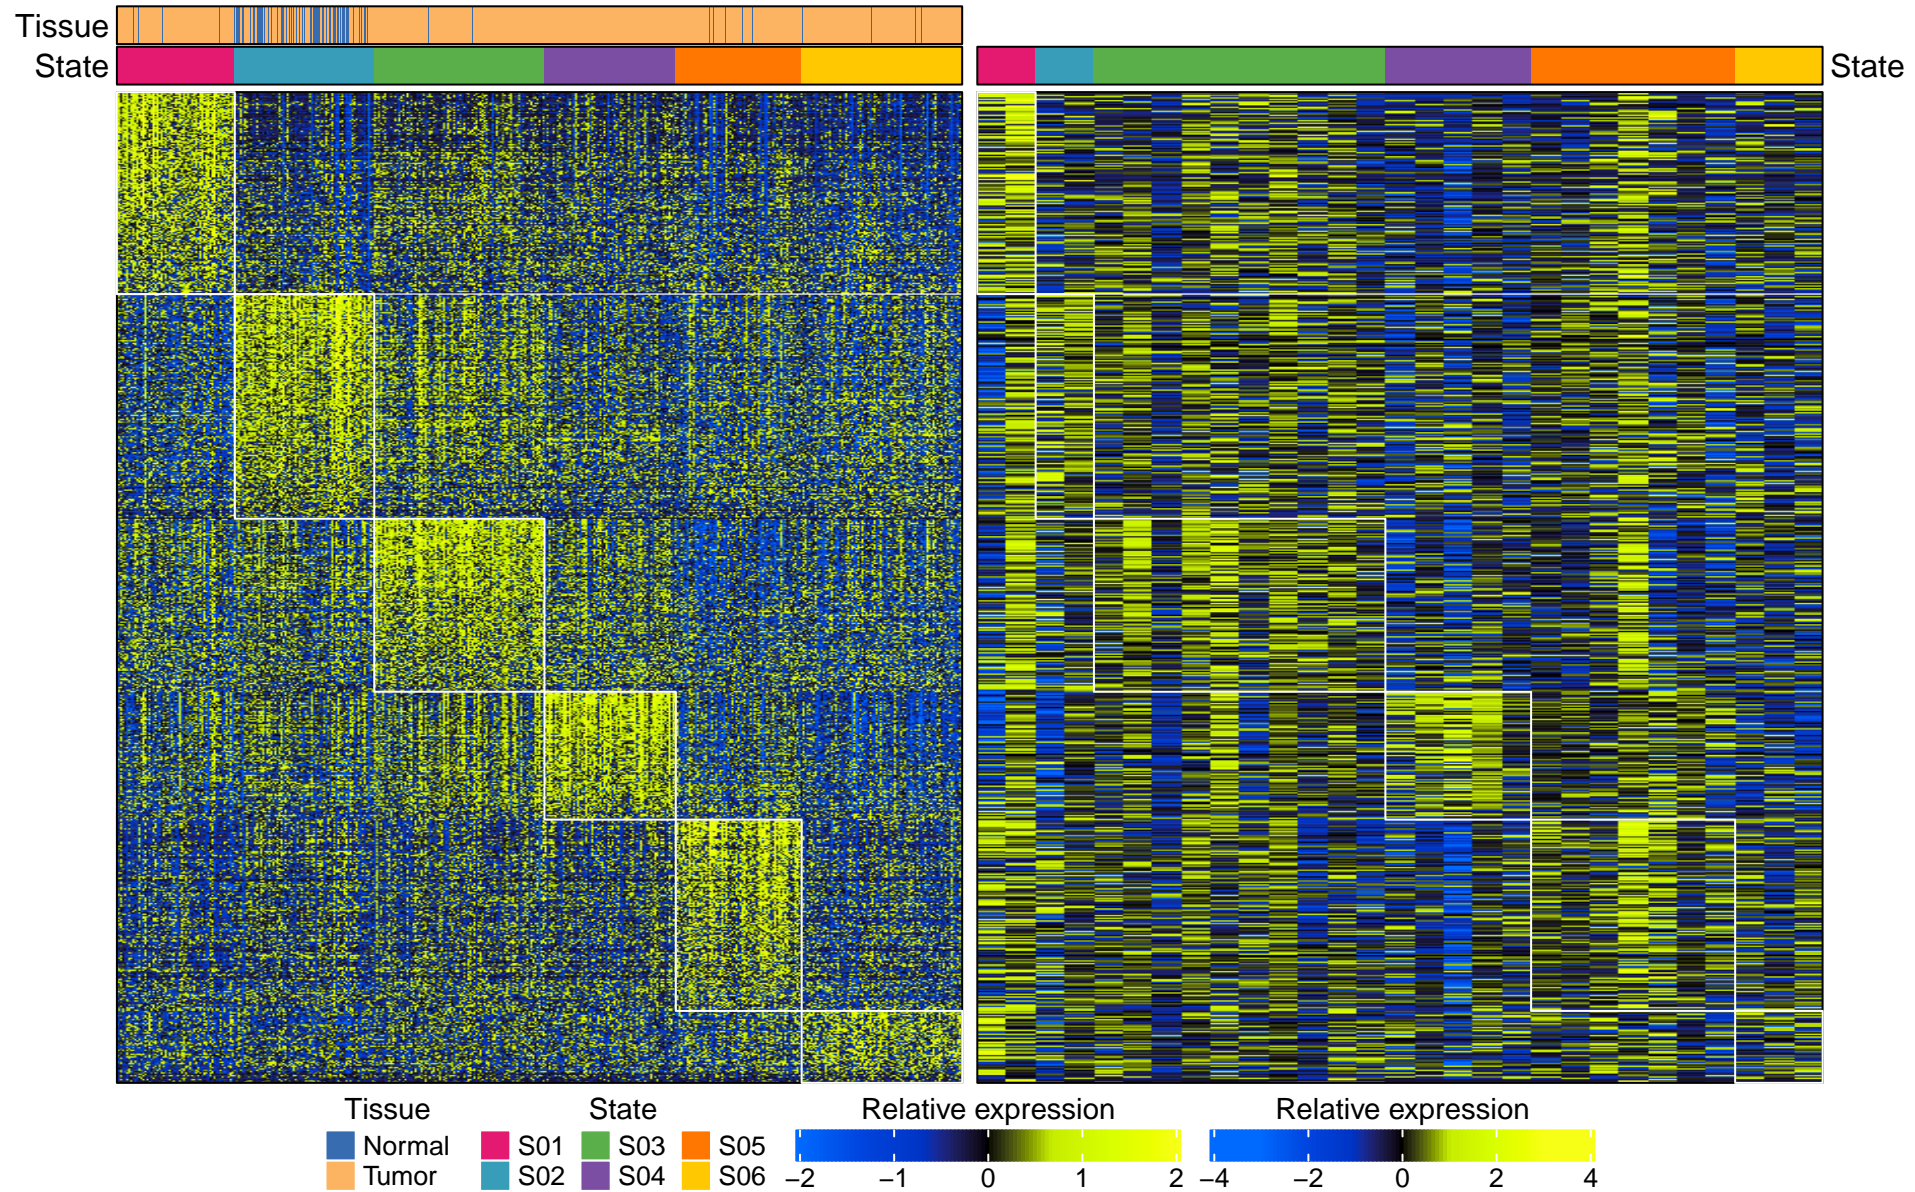 Tissue
State
State
Tissue State Relative expression Relative expression
Normal S01 S03 S05
Tumor S02 S04 S06
−2 −1 0 1 2 −4 −2 0 2 4